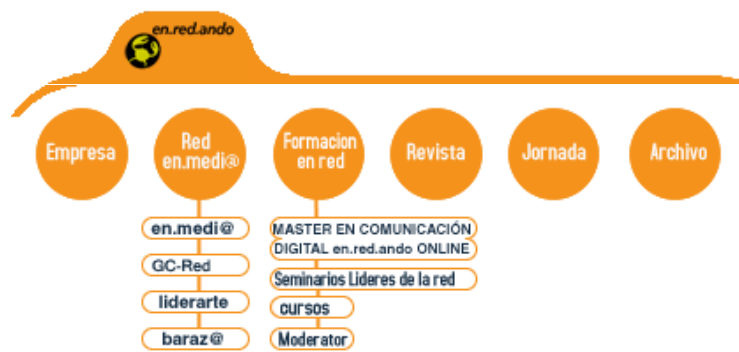 en.red.ando
Empresa
Red
en.medi@
Formacion
en red
Revista
Jornada
Archivo
en.medi@
GC-Red
liderarte
baraz@
MASTER EN COMUNICACIÓN
DIGITAL en.red.ando ONLINE
Seminarios Lideres de la red
cursos
Moderator